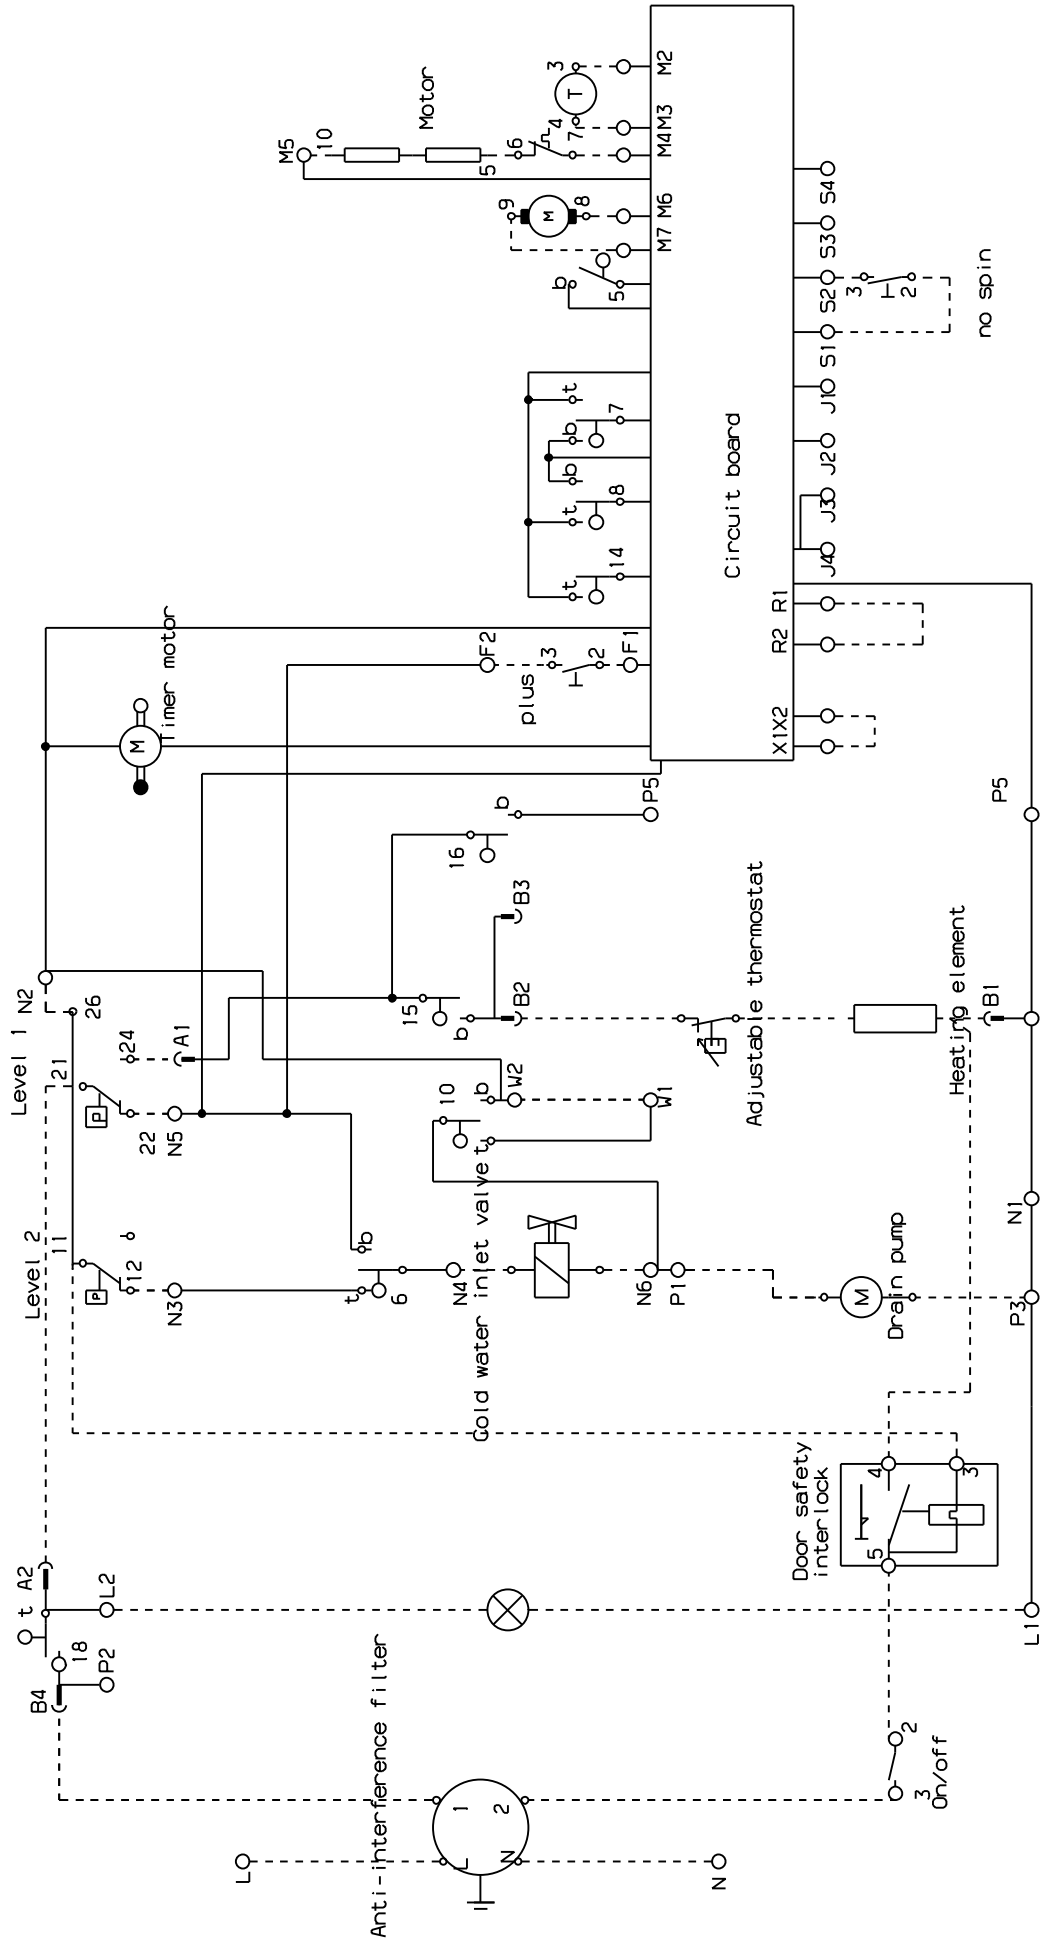 M5
10
Motor
3
M2
T
4
M3
7
M4
6
5
9
M
8
M6
M7
b
5
S4
S3
S2
3
2
S1
no spin
t
7
b
b
8
t
14
t
J1
J2
J3
J4
Circuit board
R1
R2
X1X2
F2
3
2
F1
plus
Timer motor
M
P5
P5
b
16
B3
B2
15
b
Adjustable thermostat
Heating element
B1
N2
26
Level 1
21
24
A1
P
22
N5
10
b
W2
W1
t
Level 2
11
P
12
N3
b
t
6
N4
Cold water inlet valve
N6
P1
M
Drain pump
N1
P3
Door safety
interlock
4
3
5
A2
t
L2
18
P2
B4
L1
Anti-interference filter
1
2
L
N
L
N
2
3
On/off